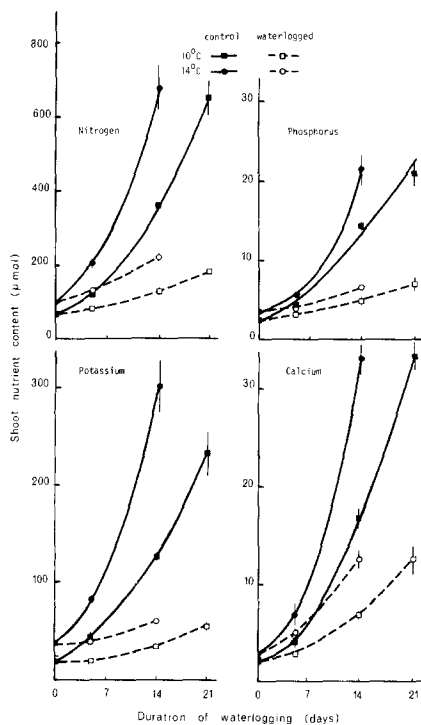 control waterlogged
10°C
14°C
800
600
400
200
0
Nitrogen
30
20
10
0
Phosphorus
300
200
100
0
Potassium
30
20
10
0
Calcium
0 7 14 21
0 7 14 21
Shoot nutrient content (µmol)
Duration of waterlogging (days)